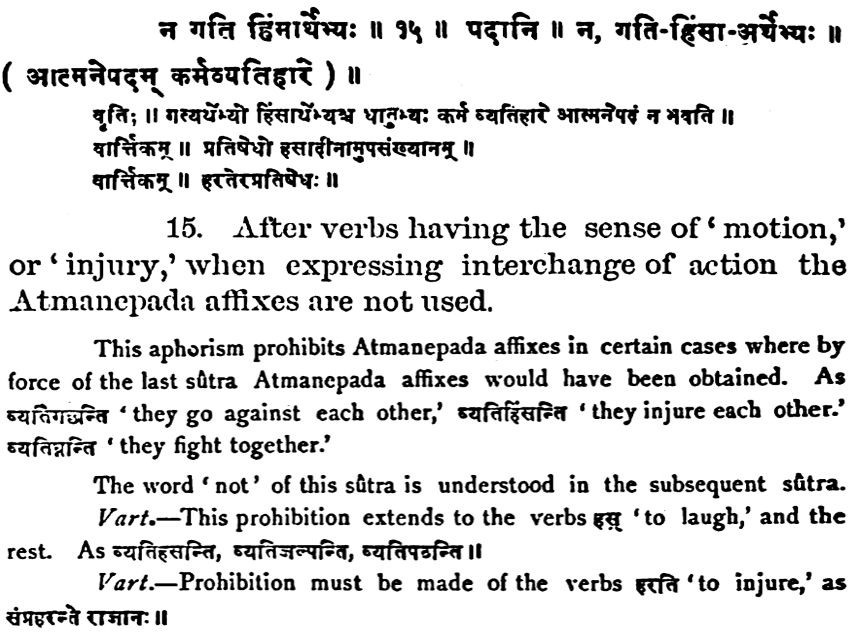 न गति हिंमार्थेभ्यः ॥ १५ ॥ पदानि ॥ न, गति-हिंसा-अर्थेभ्यः ॥
( आत्मनेपदम् कर्मव्यतिहारे ) ॥
वृतिः ॥ गत्यर्थेभ्यो हिंसार्थेभ्यश्च धातुभ्यः कर्म व्यतिहारे आत्मनेपदं न भवति ॥
वार्त्तिकम् ॥ प्रतिषेधो हसादीनामुपसंख्यानम् ॥
वार्त्तिकम् ॥ हरतेरप्रतिषेधः ॥
15. After verbs having the sense of ‘ motion,’
or ‘ injury,’ when expressing interchange of action the
Atmanepada affixes are not used.
This aphorism prohibits Atmanepada affixes in certain cases where by
force of the last sûtra Atmanepada affixes would have been obtained. As
व्यतिगच्छन्ति ‘ they go against each other,’ व्यतिहिंसन्ति ‘ they injure each other.’
व्यतिघ्नन्ति ‘ they fight together.’
The word ‘ not ’ of this sûtra is understood in the subsequent sûtra.
Vart.—This prohibition extends to the verbs हस् ‘ to laugh,’ and the
rest. As व्यतिहसन्ति, व्यतिजल्पन्ति, व्यतिपठन्ति ॥
Vart.—Prohibition must be made of the verbs हरति ‘ to injure,’ as
संप्रहरन्ते राजानः ॥